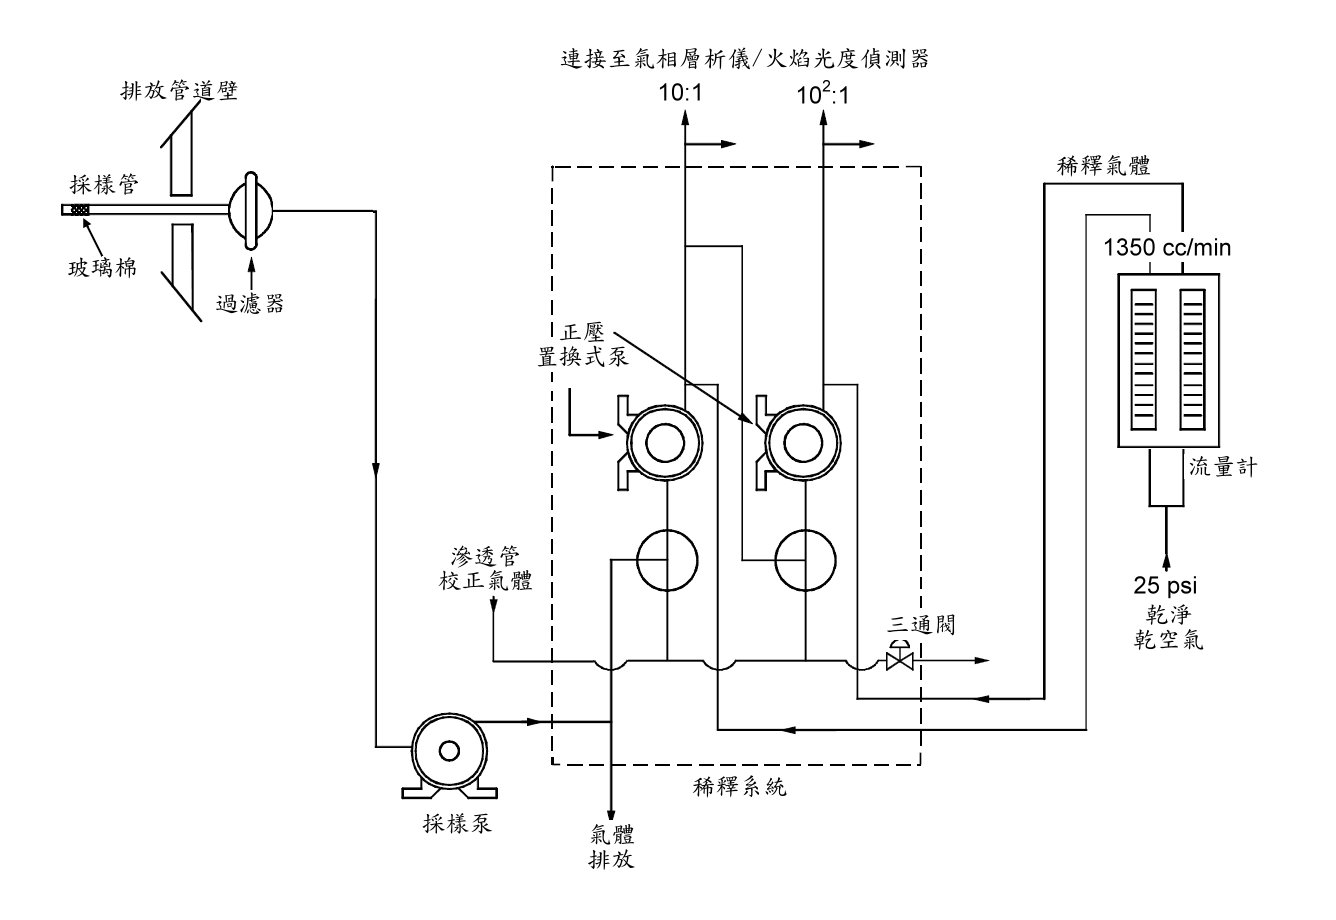 連接至氣相層析儀/火焰光度偵測器
10:1
10²:1
排放管道壁
採樣管
玻璃棉
過濾器
稀釋氣體
1350 cc/min
正壓
置換式泵
流量計
滲透管
校正氣體
25 psi
乾淨
乾空氣
三通閥
稀釋系統
採樣泵
氣體
排放